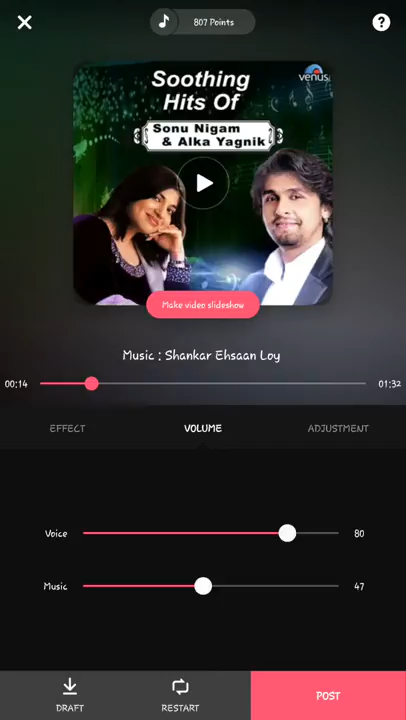 807 Points
?
Soothing
Hits Of
venus
Sonu Nigam
& Alka Yagnik
Make video slideshow
Music : Shankar Ehsaan Loy
00:14
01:32
EFFECT
VOLUME
ADJUSTMENT
Voice
80
Music
47
DRAFT
RESTART
POST